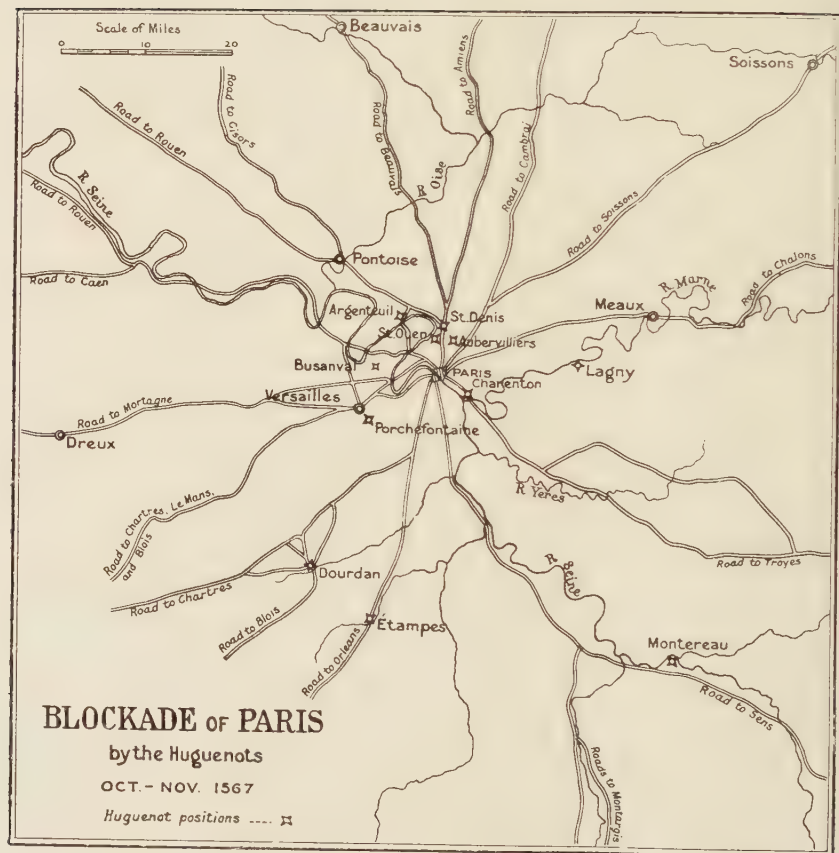 Scale of Miles
0 10 20
Beauvais
Soissons
Road to Amiens
Road to Gisors
Road to Rouen
Road to Beauvais
Road to Cambrai
R Oise
R Seine
Road to Rouen
Road to Soissons
Pontoise
Road to Caen
R. Marne
Road to Chalons
Meaux
Argenteuil
St. Denis
St. Ouen
Aubervilliers
Busanval
PARIS
Lagny
Charenton
Versailles
Road to Mortagne
Porchefontaine
Dreux
R Yeres
Road to Chartres, Le Mans,
and Blois
Road to Troyes
Dourdan
R. Seine
Road to Chartres
Étampes
Road to Blois
Montereau
Road to Orleans
Road to Sens
Roads to Montargis
BLOCKADE OF PARIS
by the Huguenots
OCT. - NOV. 1567
Huguenot positions ----